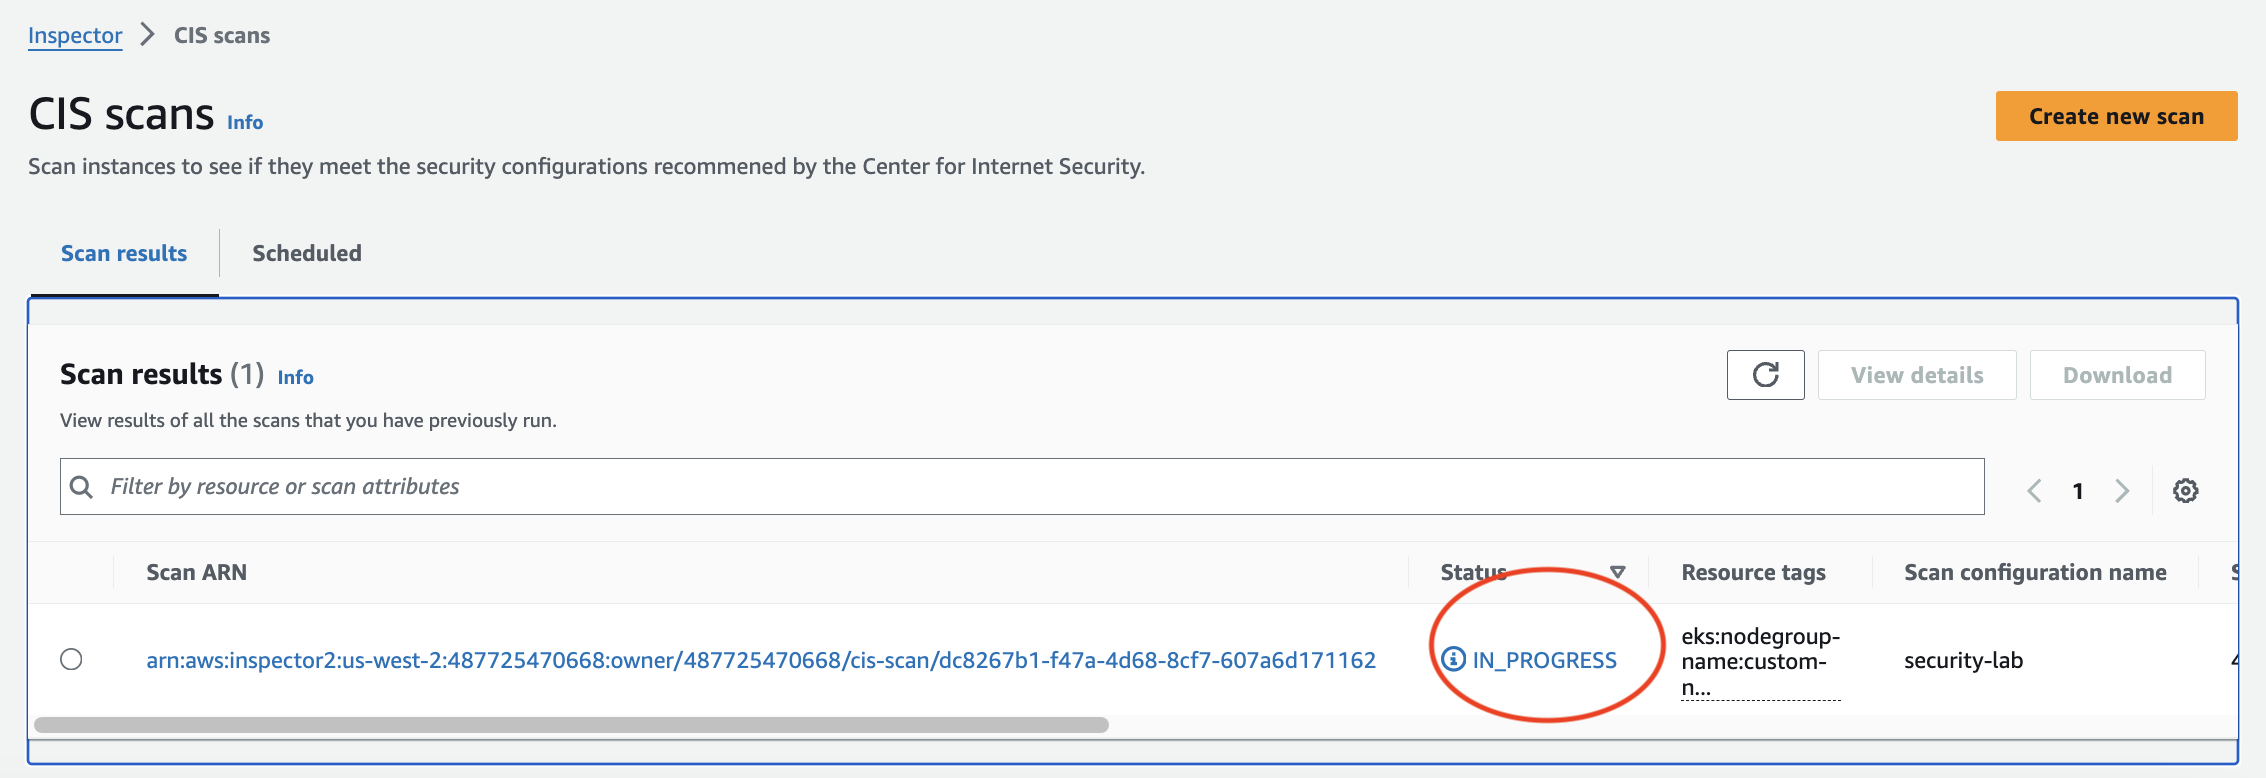 Inspector > CIS scans
CIS scans Info
Create new scan
Scan instances to see if they meet the security configurations recommened by the Center for Internet Security.
Scan results
Scheduled
Scan results (1) Info
View details
Download
View results of all the scans that you have previously run.
Filter by resource or scan attributes
1
Scan ARN
Status
Resource tags
Scan configuration name
arn:aws:inspector2:us-west-2:487725470668:owner/487725470668/cis-scan/dc8267b1-f47a-4d68-8cf7-607a6d171162
IN_PROGRESS
eks:nodegroup-
name:custom-
n...
security-lab